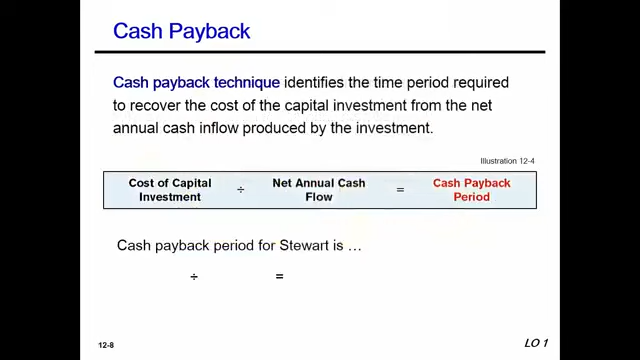 Cash Payback
Cash payback technique identifies the time period required
to recover the cost of the capital investment from the net
annual cash inflow produced by the investment.
Illustration 12-4
Cost of Capital Investment ÷ Net Annual Cash Flow = Cash Payback Period
Cash payback period for Stewart is …
÷ =
12-8
LO 1